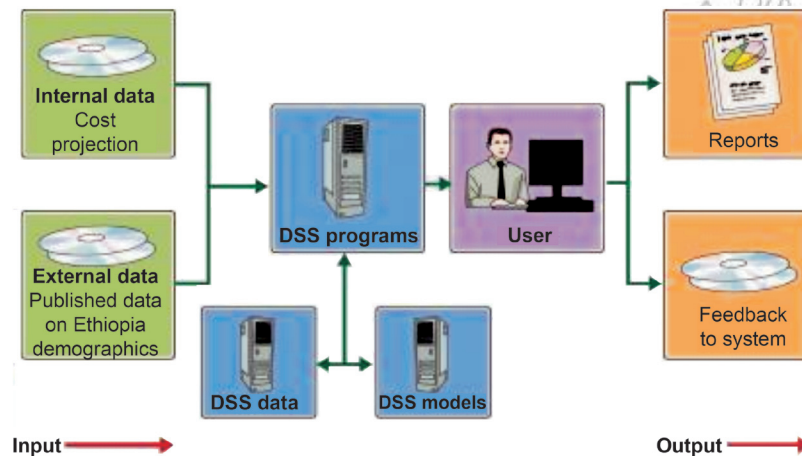 Internal data
Cost
projection
External data
Published data
on Ethiopia
demographics
DSS programs
DSS data
DSS models
User
Reports
Feedback
to system
Input
Output